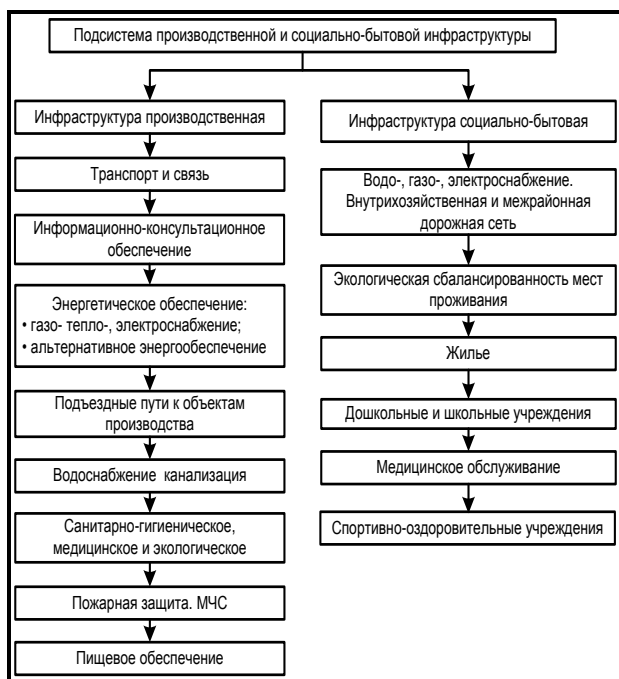 Подсистема производственной и социально-бытовой инфраструктуры
Инфраструктура производственная
Транспорт и связь
Информационно-консультационное
обеспечение
Энергетическое обеспечение:
• газо- тепло-, электроснабжение;
• альтернативное энергообеспечение
Подъездные пути к объектам
производства
Водоснабжение канализация
Санитарно-гигиеническое,
медицинское и экологическое
Пожарная защита. МЧС
Пищевое обеспечение
Инфраструктура социально-бытовая
Водо-, газо-, электроснабжение.
Внутрихозяйственная и межрайонная
дорожная сеть
Экологическая сбалансированность мест
проживания
Жилье
Дошкольные и школьные учреждения
Медицинское обслуживание
Спортивно-оздоровительные учреждения